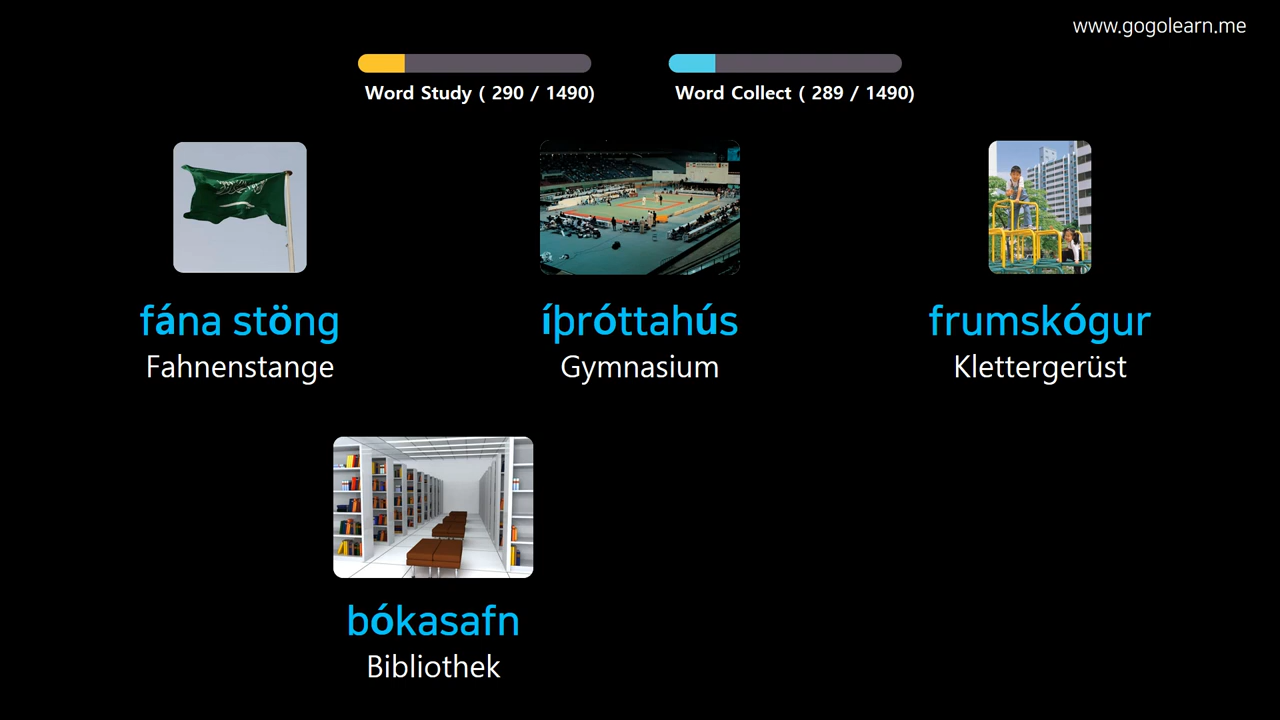 www.gogolearn.me
Word Study ( 290 / 1490)
Word Collect ( 289 / 1490)
fána stöng
íþróttahús
frumskógur
Fahnenstange
Gymnasium
Klettergerüst
bókasafn
Bibliothek